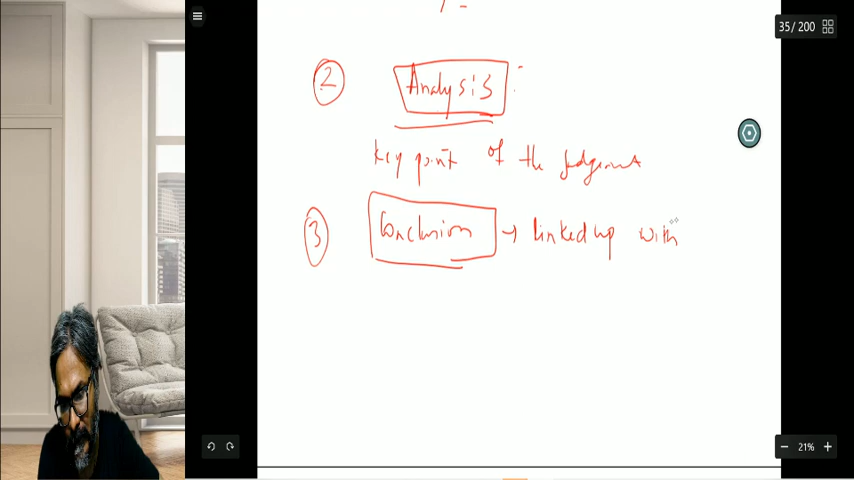 35 / 200
2 Analysis :-
key point of the judgement
3 Conclusion → linked up with
21%